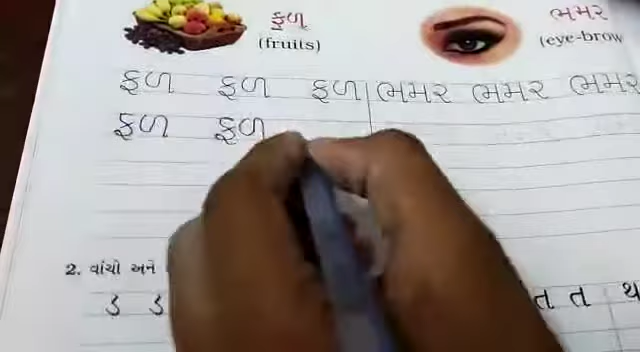 ફળ ભમર
(fruits) (eye-brow
ફળ ફળ ફળ ભમર ભમર ભમર
ફળ ફળ
2. વાંચો અને
ડ ડ ત ત થ